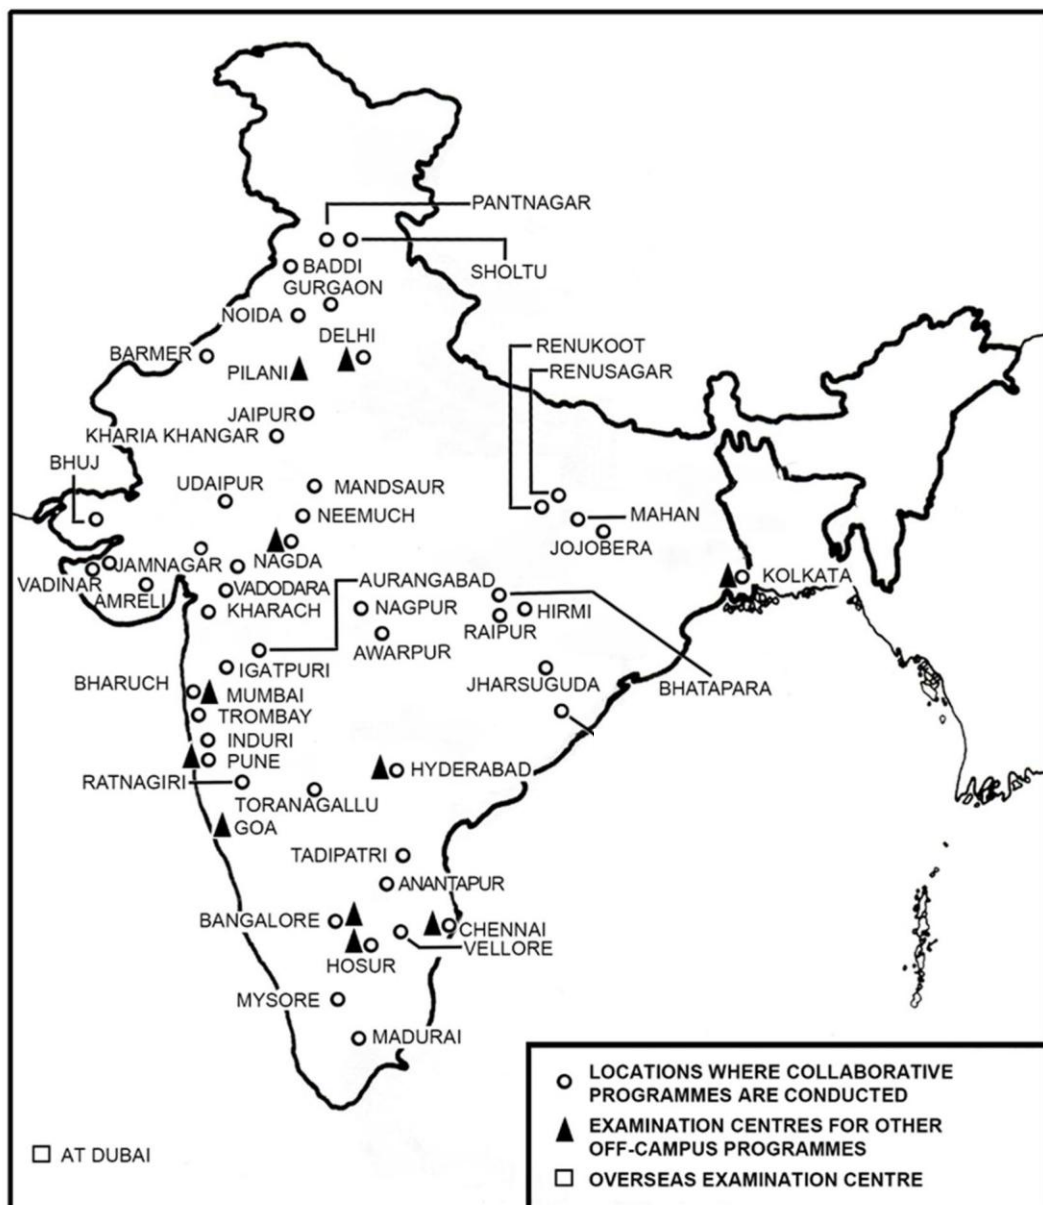 PANTNAGAR
SHOLTU
BADDI
GURGAON
NOIDA
DELHI
RENUKOOT
BARMER
PILANI
RENUSAGAR
JAIPUR
KHARIA KHANGAR
BHUJ
UDAIPUR
MANDSAUR
NEEMUCH
MAHAN
JOJOBERA
JAMNAGAR
NAGDA
VADINAR
AURANGABAD
KOLKATA
AMRELI
VADODARA
KHARACH
NAGPUR
HIRMI
RAIPUR
AWARPUR
IGATPURI
JHARSUGUDA
BHARUCH
MUMBAI
BHATAPARA
TROMBAY
INDURI
PUNE
HYDERABAD
RATNAGIRI
TORANAGALLU
GOA
TADIPATRI
ANANTAPUR
BANGALORE
CHENNAI
VELLORE
HOSUR
MYSORE
MADURAI
LOCATIONS WHERE COLLABORATIVE
PROGRAMMES ARE CONDUCTED
EXAMINATION CENTRES FOR OTHER
OFF-CAMPUS PROGRAMMES
AT DUBAI
OVERSEAS EXAMINATION CENTRE